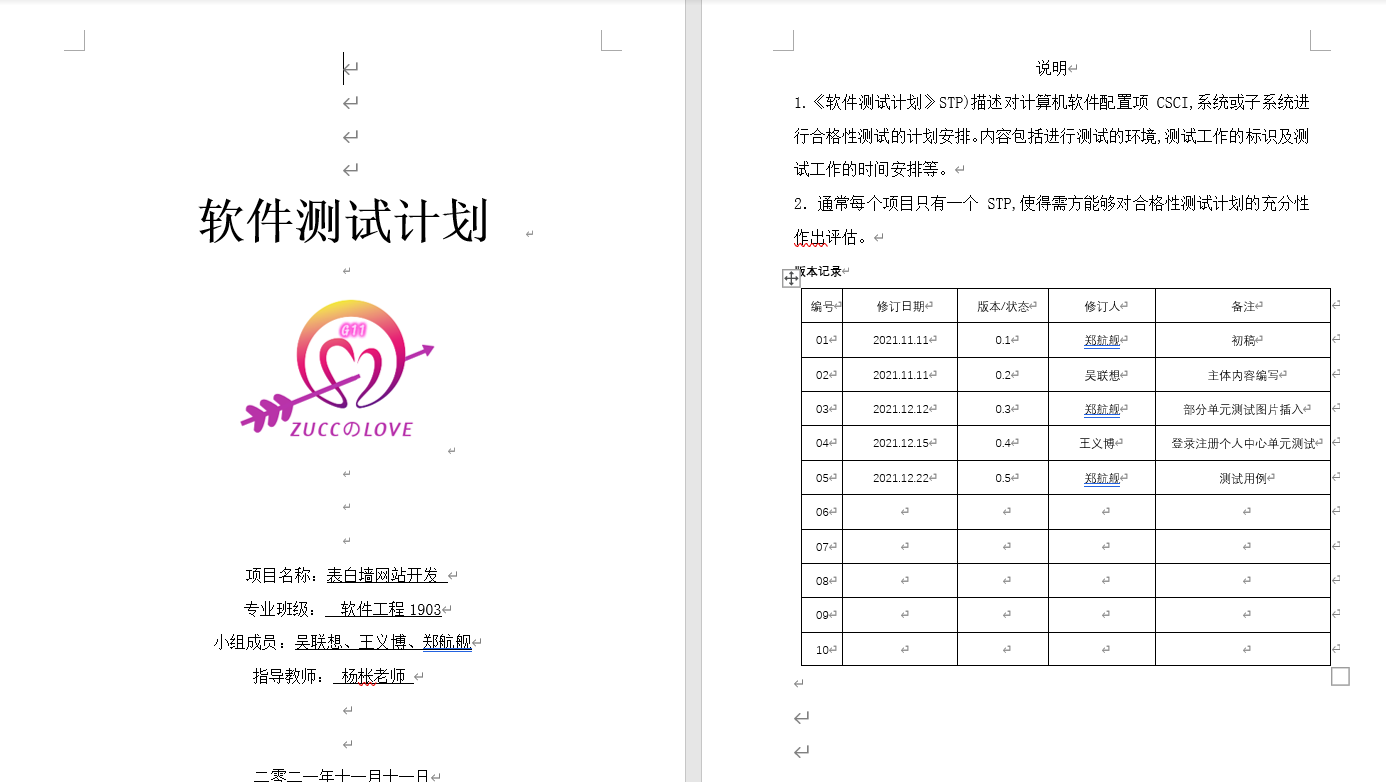 软件测试计划
G11
ZUCCのLOVE
项目名称：表白墙网站开发
专业班级： 软件工程 1903
小组成员：吴联想、王义博、郑航舰
指导教师： 杨枨老师
二零二一年十一月十一日
说明
1.《软件测试计划》STP)描述对计算机软件配置项 CSCI,系统或子系统进
行合格性测试的计划安排。内容包括进行测试的环境,测试工作的标识及测
试工作的时间安排等。
2. 通常每个项目只有一个 STP,使得需方能够对合格性测试计划的充分性
作出评估。
版本记录
编号 修订日期 版本/状态 修订人 备注
01 2021.11.11 0.1 郑航舰 初稿
02 2021.11.11 0.2 吴联想 主体内容编写
03 2021.12.12 0.3 郑航舰 部分单元测试图片插入
04 2021.12.15 0.4 王义博 登录注册个人中心单元测试
05 2021.12.22 0.5 郑航舰 测试用例
06
07
08
09
10